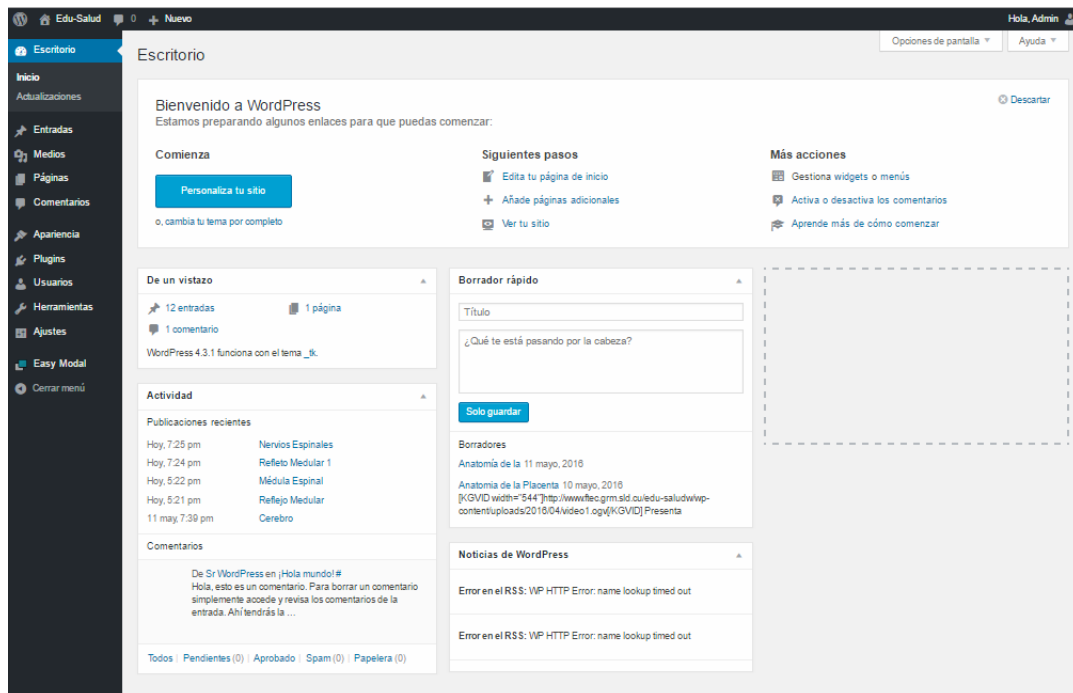 Edu-Salud 0 + Nuevo Hola, Admin
Escritorio
Inicio
Actualizaciones
Entradas
Medios
Páginas
Comentarios
Apariencia
Plugins
Usuarios
Herramientas
Ajustes
Easy Modal
Cerrar menú
Opciones de pantalla Ayuda
Escritorio
Bienvenido a WordPress
Descartar
Estamos preparando algunos enlaces para que puedas comenzar:
Comienza
Personaliza tu sitio
o, cambia tu tema por completo
Siguientes pasos
Edita tu página de inicio
Añade páginas adicionales
Ver tu sitio
Más acciones
Gestiona widgets o menús
Activa o desactiva los comentarios
Aprende más de cómo comenzar
De un vistazo
12 entradas 1 página
1 comentario
WordPress 4.3.1 funciona con el tema _tk.
Actividad
Publicaciones recientes
Hoy, 7:25 pm Nervios Espinales
Hoy, 7:24 pm Refleto Medular 1
Hoy, 5:22 pm Médula Espinal
Hoy, 5:21 pm Reflejo Medular
11 may, 7:39 pm Cerebro
Comentarios
De Sr WordPress en ¡Hola mundo! #
Hola, esto es un comentario. Para borrar un comentario
simplemente accede y revisa los comentarios de la
entrada. Ahí tendrás la …
Todos | Pendientes (0) | Aprobado | Spam (0) | Papelera (0)
Borrador rápido
Título
¿Qué te está pasando por la cabeza?
Solo guardar
Borradores
Anatomía de la 11 mayo, 2016
Anatomia de la Placenta 10 mayo, 2016
[KGVID width="544"]http://www.ftec.grm.sld.cu/edu-saludw/wp-
content/uploads/2016/04/video1.ogv[/KGVID] Presenta
Noticias de WordPress
Error en el RSS: WP HTTP Error: name lookup timed out
Error en el RSS: WP HTTP Error: name lookup timed out